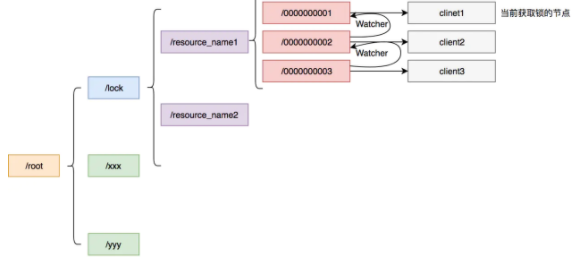 /0000000001
clinet1
当前获取锁的节点
Watcher
/resource_name1
/0000000002
client2
Watcher
/0000000003
client3
/lock
/resource_name2
/root
/xxx
/yyy